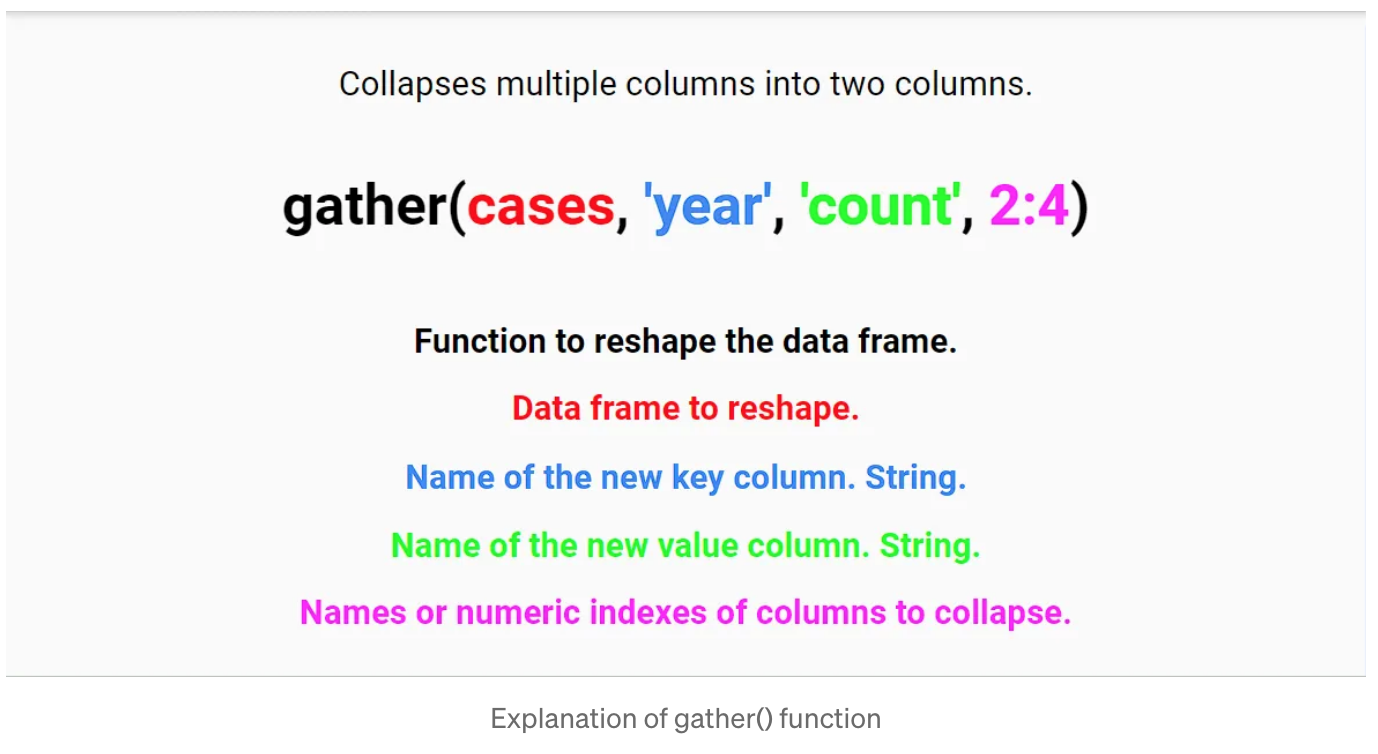 Collapses multiple columns into two columns.
gather(cases, 'year', 'count', 2:4)
Function to reshape the data frame.
Data frame to reshape.
Name of the new key column. String.
Name of the new value column. String.
Names or numeric indexes of columns to collapse.
Explanation of gather() function